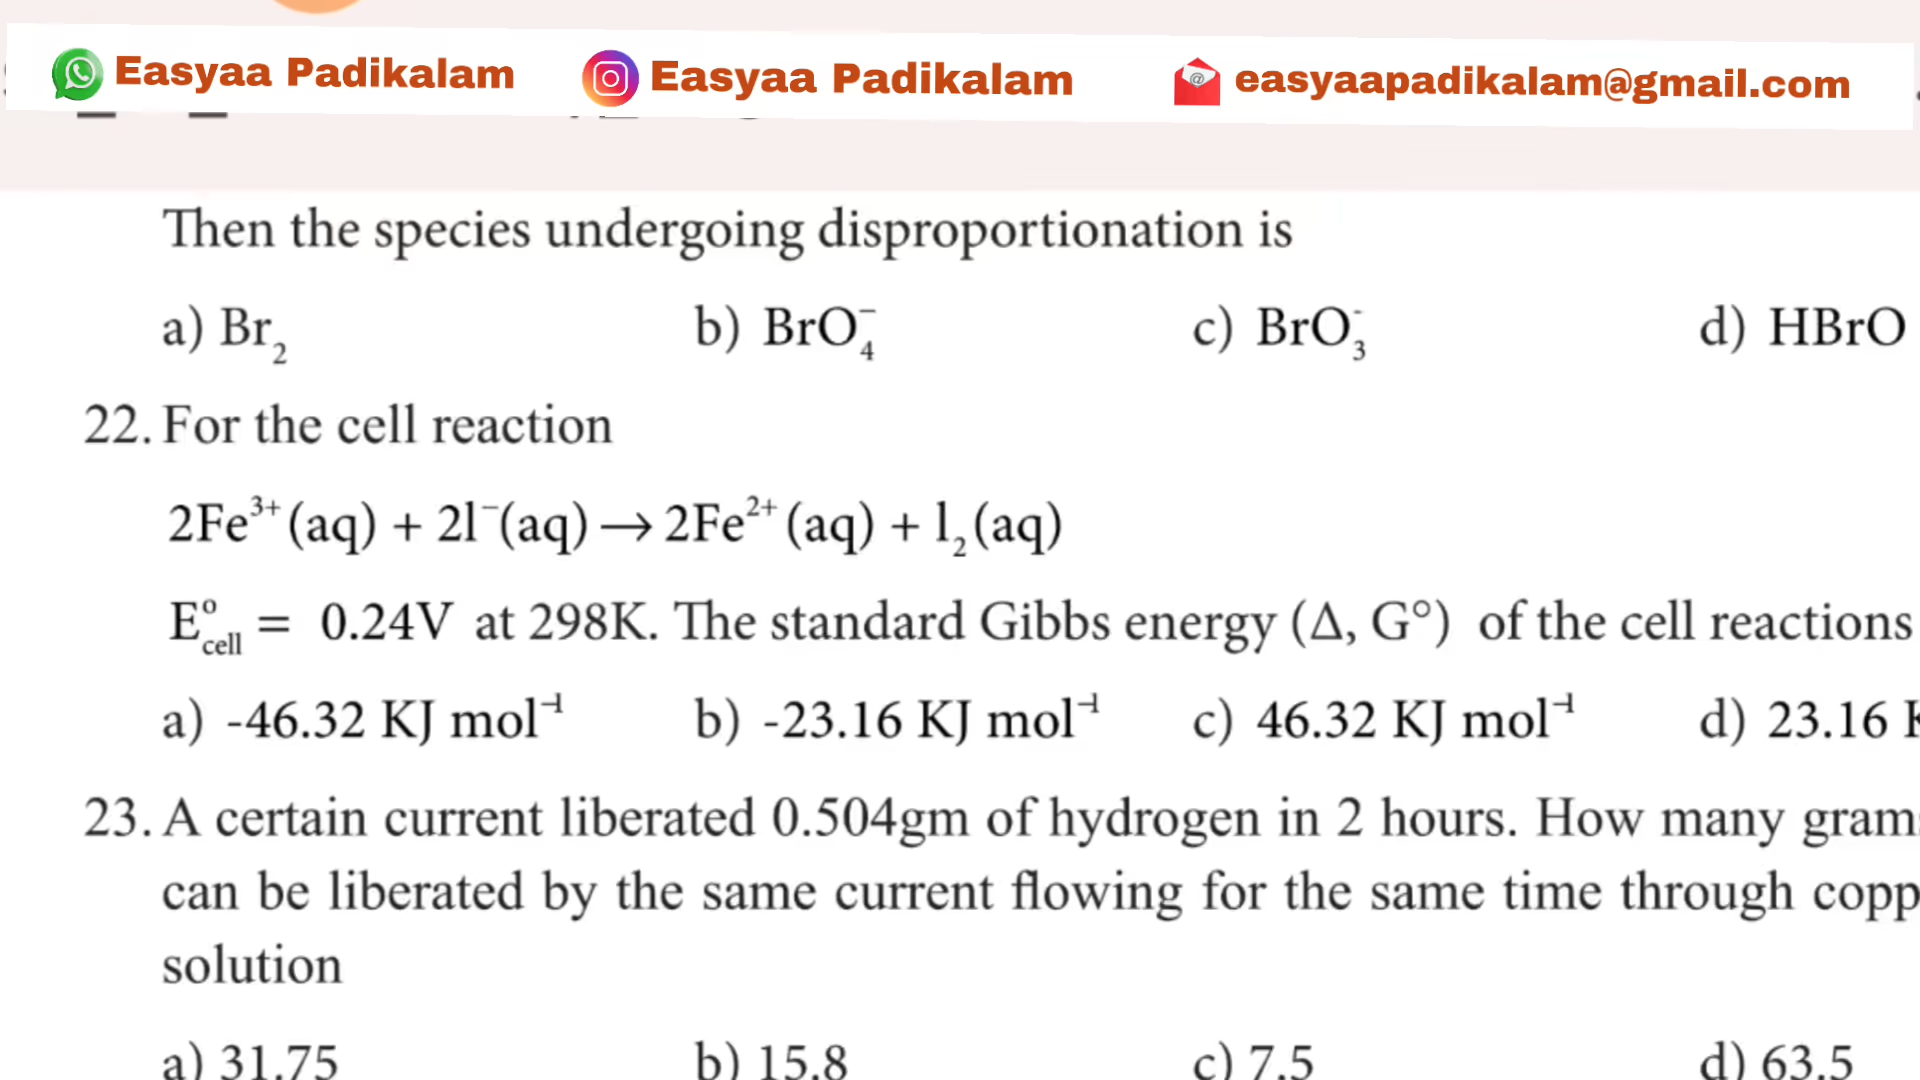 Easyaa Padikalam Easyaa Padikalam easyaapadikalam@gmail.com
Then the species undergoing disproportionation is
a) Br₂ b) BrO₄⁻ c) BrO₃⁻ d) HBrO
22. For the cell reaction
2Fe³⁺(aq) + 2l⁻(aq) → 2Fe²⁺(aq) + l₂(aq)
E°cell = 0.24V at 298K. The standard Gibbs energy (Δ, G°) of the cell reactions
a) -46.32 KJ mol⁻¹ b) -23.16 KJ mol⁻¹ c) 46.32 KJ mol⁻¹ d) 23.16
23. A certain current liberated 0.504gm of hydrogen in 2 hours. How many gram
can be liberated by the same current flowing for the same time through copp
solution
a) 31.75 b) 15.8 c) 7.5 d) 63.5